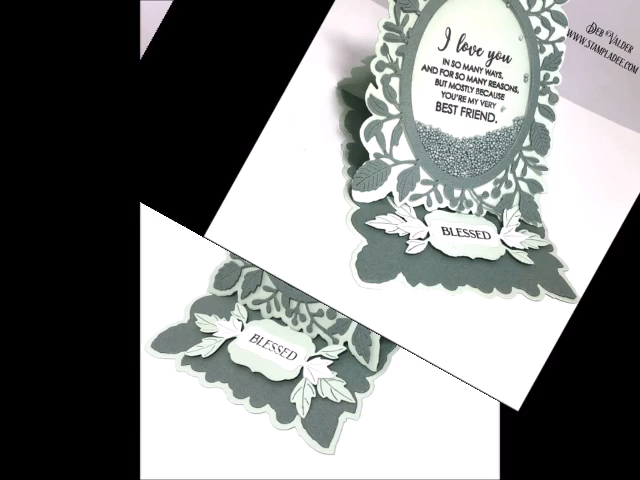 Deb Valder
www.stampladee.com
I love you
IN SO MANY WAYS,
AND FOR SO MANY REASONS,
BUT MOSTLY BECAUSE
YOU'RE MY VERY
BEST FRIEND.
BLESSED
BLESSED